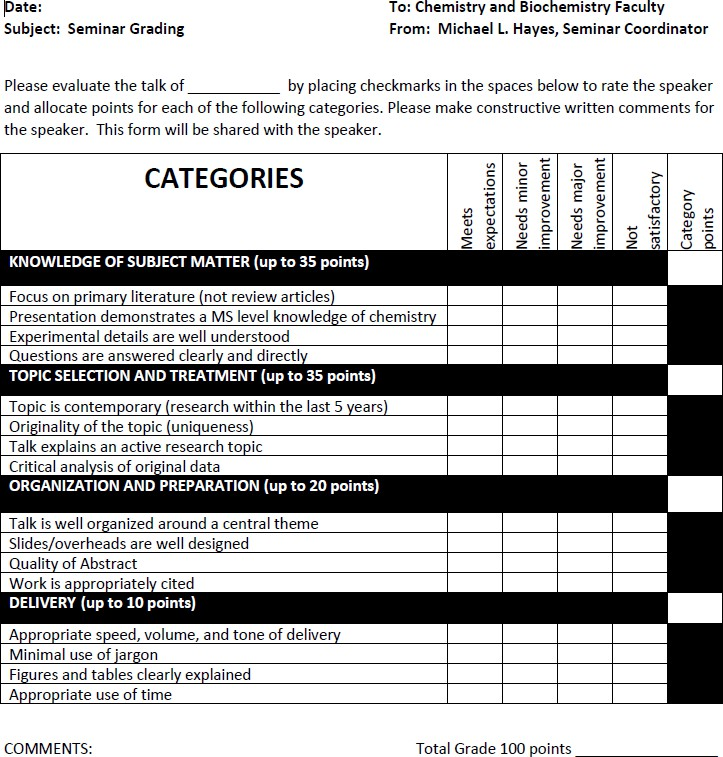 Date: To: Chemistry and Biochemistry Faculty
Subject: Seminar Grading From: Michael L. Hayes, Seminar Coordinator
Please evaluate the talk of ___________ by placing checkmarks in the spaces below to rate the speaker
and allocate points for each of the following categories. Please make constructive written comments for
the speaker. This form will be shared with the speaker.
CATEGORIES
Meets
expectations
Needs minor
improvement
Needs major
improvement
Not
satisfactory
Category
points
KNOWLEDGE OF SUBJECT MATTER (up to 35 points)
Focus on primary literature (not review articles)
Presentation demonstrates a MS level knowledge of chemistry
Experimental details are well understood
Questions are answered clearly and directly
TOPIC SELECTION AND TREATMENT (up to 35 points)
Topic is contemporary (research within the last 5 years)
Originality of the topic (uniqueness)
Talk explains an active research topic
Critical analysis of original data
ORGANIZATION AND PREPARATION (up to 20 points)
Talk is well organized around a central theme
Slides/overheads are well designed
Quality of Abstract
Work is appropriately cited
DELIVERY (up to 10 points)
Appropriate speed, volume, and tone of delivery
Minimal use of jargon
Figures and tables clearly explained
Appropriate use of time
COMMENTS: Total Grade 100 points _________________